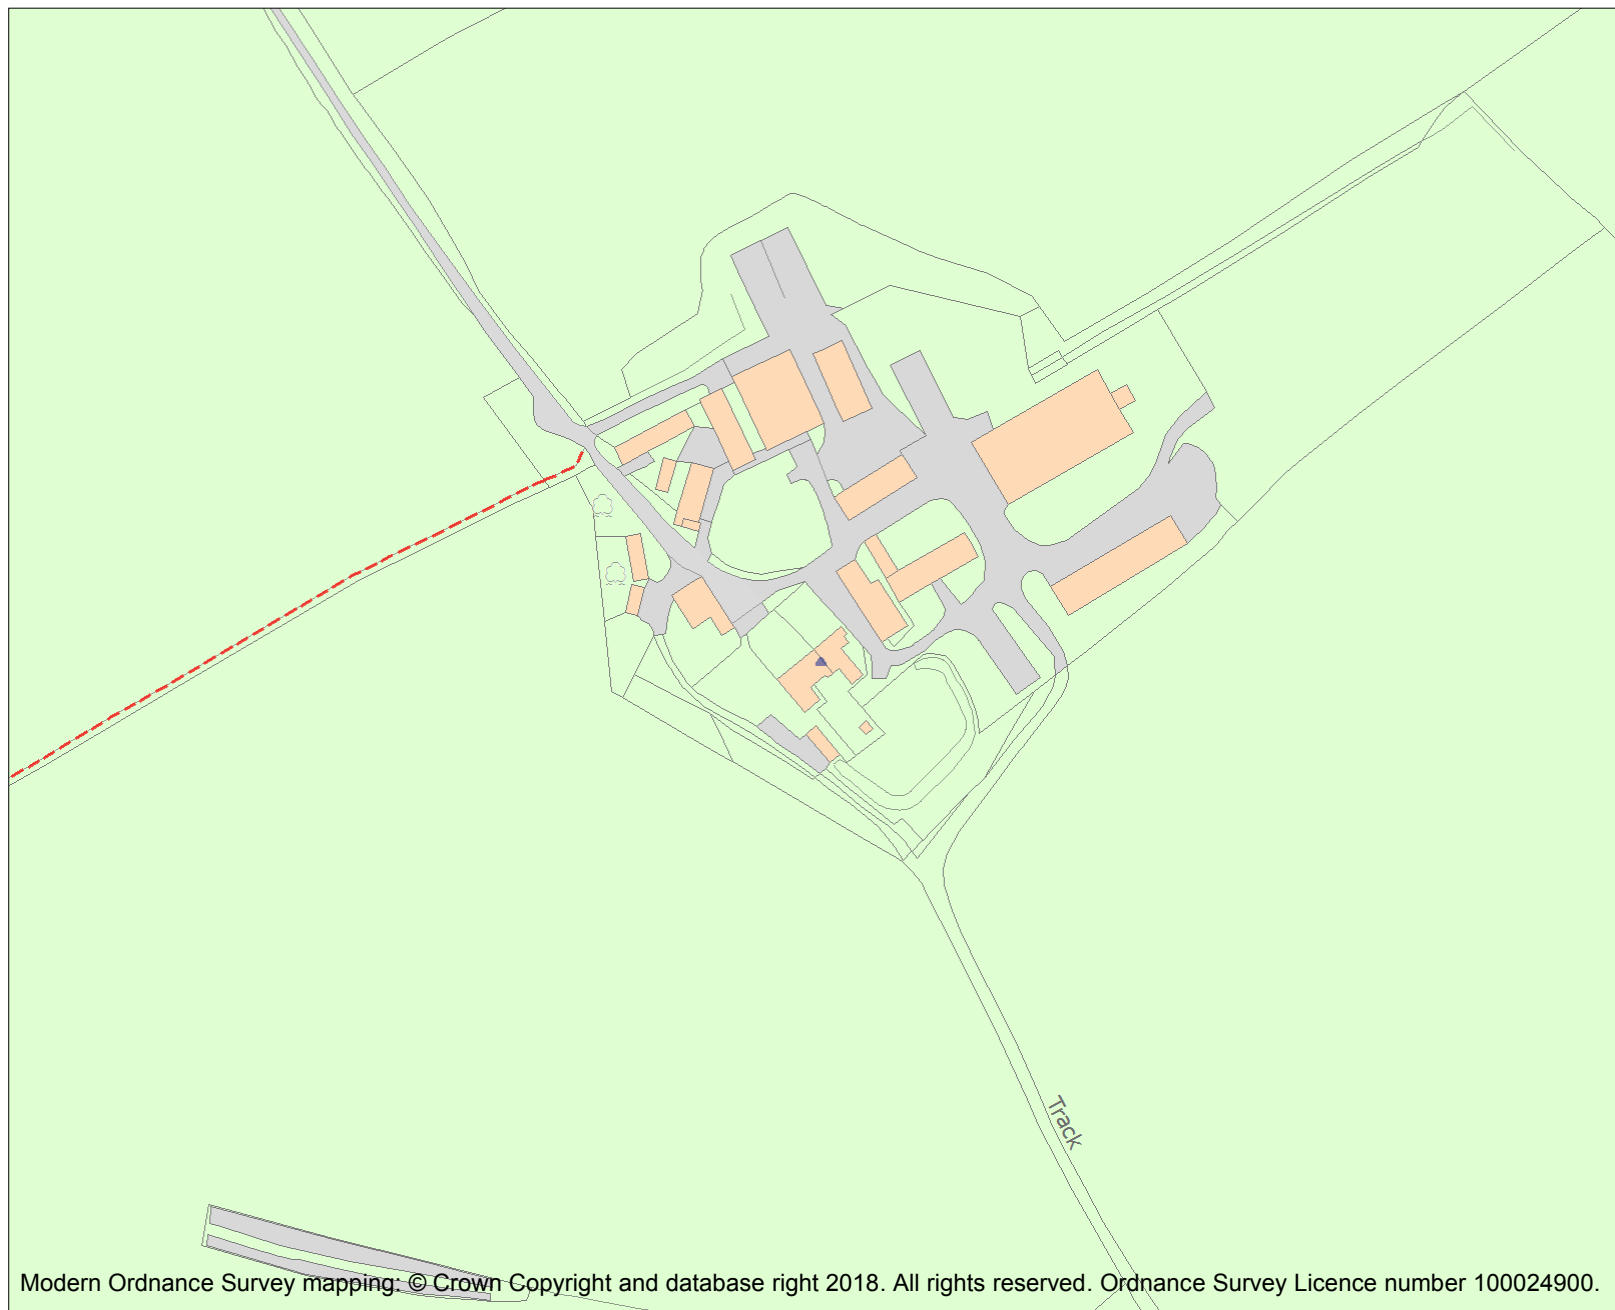 Track
Modern Ordnance Survey mapping: © Crown Copyright and database right 2018. All rights reserved. Ordnance Survey Licence number 100024900.